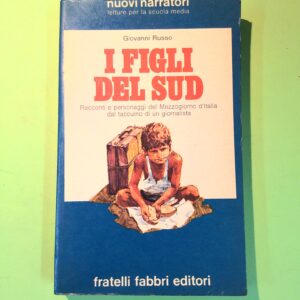 nuovi narratori
letture per la scuola media
Giovanni Russo
I FIGLI
DEL SUD
Racconti e personaggi del Mezzogiorno d'Italia
dal taccuino di un giornalista
fratelli fabbri editori